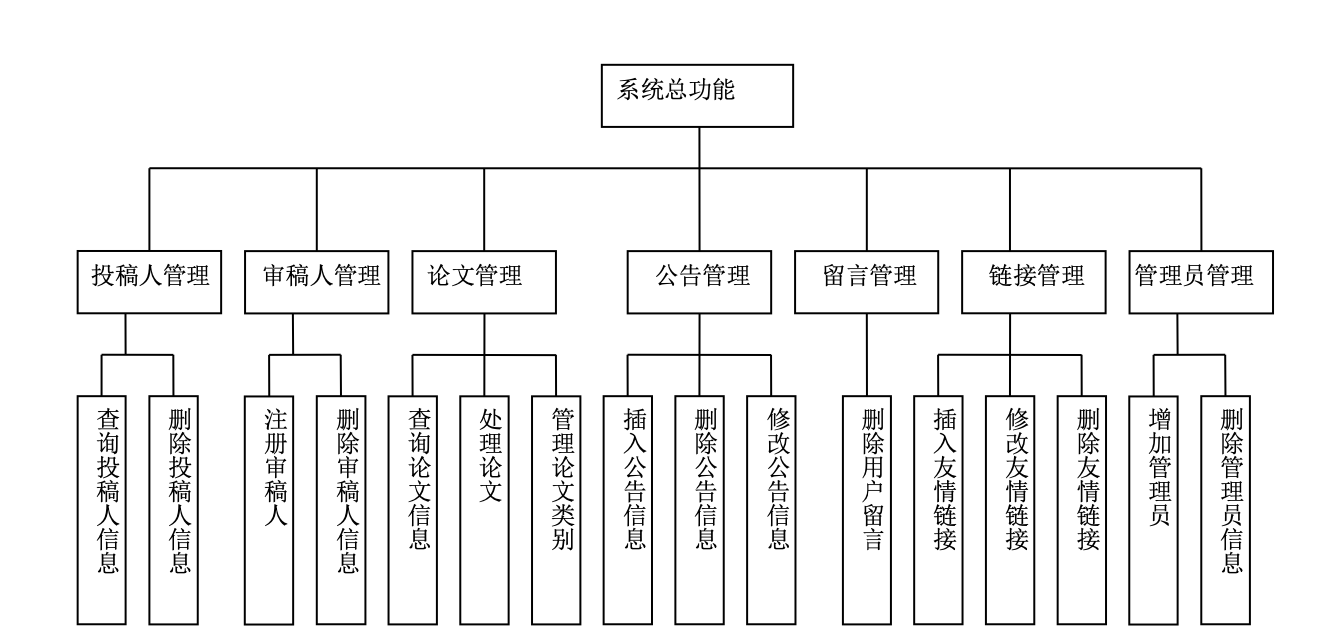 系统总功能
投稿人管理
审稿人管理
论文管理
公告管理
留言管理
链接管理
管理员管理
查询投稿人信息
删除投稿人信息
注册审稿人
删除审稿人信息
查询论文信息
处理论文
管理论文类别
插入公告信息
删除公告信息
修改公告信息
删除用户留言
插入友情链接
修改友情链接
删除友情链接
增加管理员
删除管理员信息